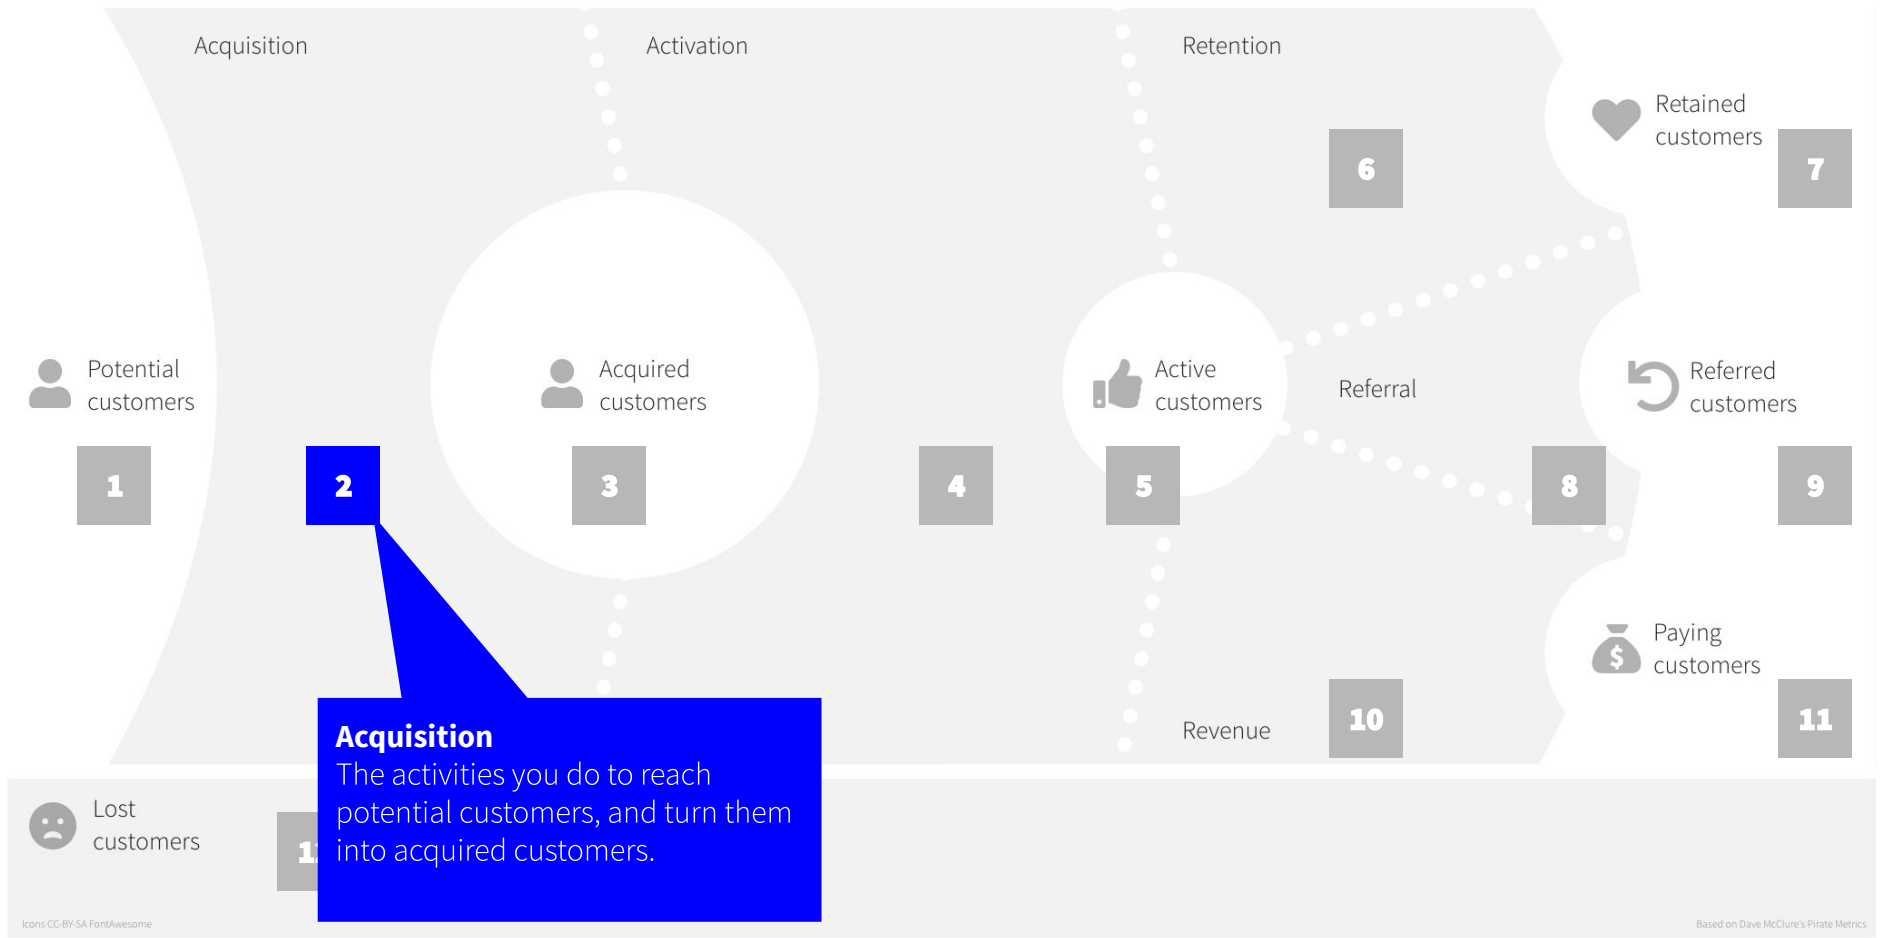 Acquisition
Activation
Retention
Retained
customers
6
7
Potential
customers
Acquired
customers
Active
customers
Referral
Referred
customers
1
2
3
4
5
8
9
Paying
customers
$
Revenue
10
11
Acquisition
The activities you do to reach
potential customers, and turn them
into acquired customers.
Lost
customers
Icons CC-BY-SA FontAwesome
Based on Dave McClure's Pirate Metrics